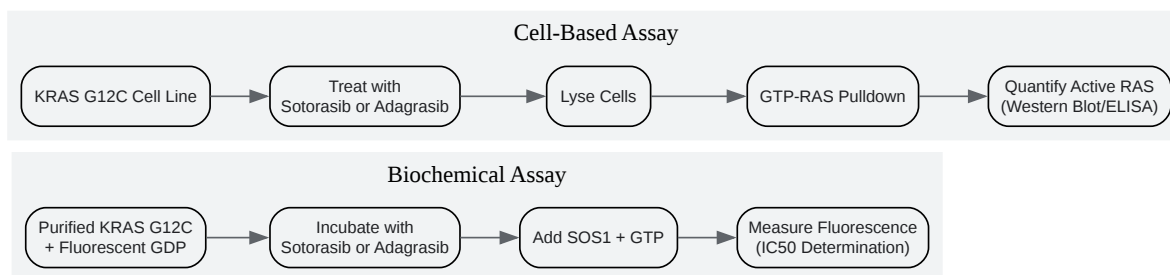 Cell-Based Assay
KRAS G12C Cell Line
Treat with
Sotorasib or Adagrasib
Lyse Cells
GTP-RAS Pulldown
Quantify Active RAS
(Western Blot/ELISA)
Biochemical Assay
Purified KRAS G12C
+ Fluorescent GDP
Incubate with
Sotorasib or Adagrasib
Add SOS1 + GTP
Measure Fluorescence
(IC50 Determination)